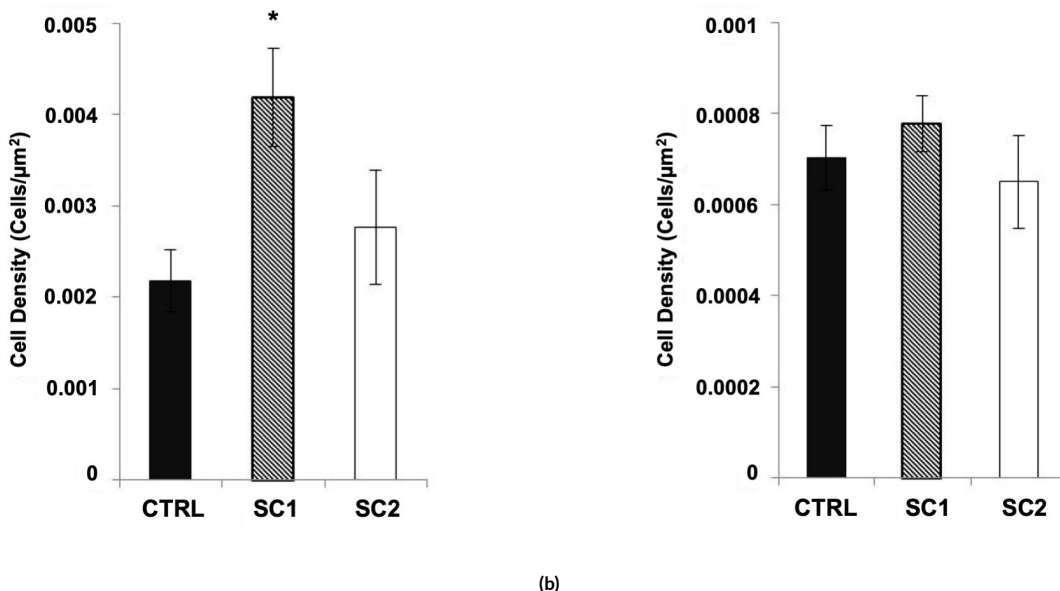 Cell Density (Cells/µm²)
0.005
0.004
0.003
0.002
0.001
0
*
CTRL SC1 SC2
Cell Density (Cells/µm²)
0.001
0.0008
0.0006
0.0004
0.0002
0
CTRL SC1 SC2
(b)